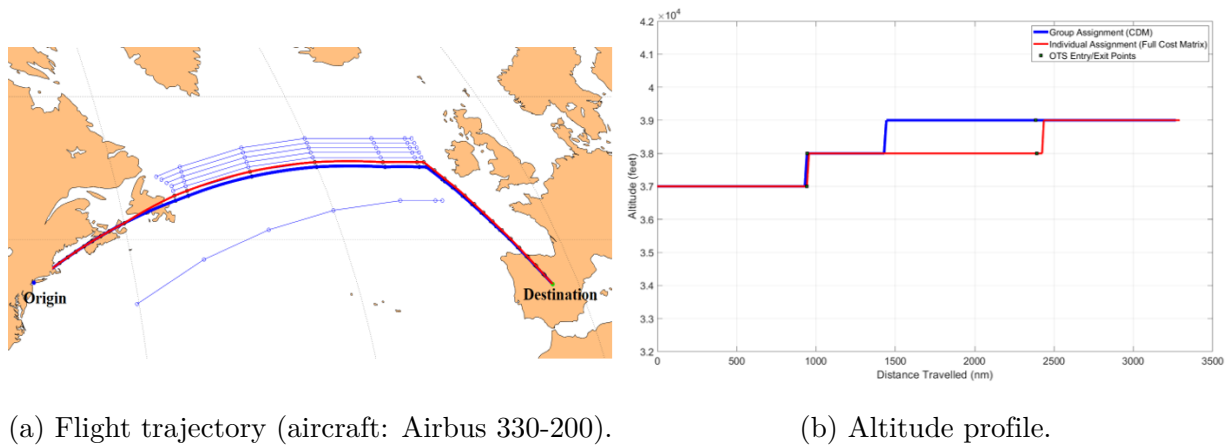 Origin
Destination
×10⁴
4.2
4.1
4
3.9
3.8
3.7
3.6
3.5
3.4
3.3
3.2
Altitude (feet)
0 500 1000 1500 2000 2500 3000 3500
Distance Travelled (nm)
Group Assignment (CDM)
Individual Assignment (Full Cost Matrix)
OTS Entry/Exit Points
(a) Flight trajectory (aircraft: Airbus 330-200).
(b) Altitude profile.